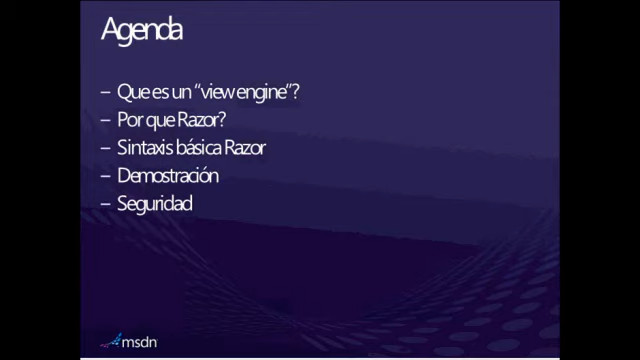 Agenda
– Que es un “view engine”?
– Por que Razor?
– Sintaxis básica Razor
– Demostración
– Seguridad
msdn